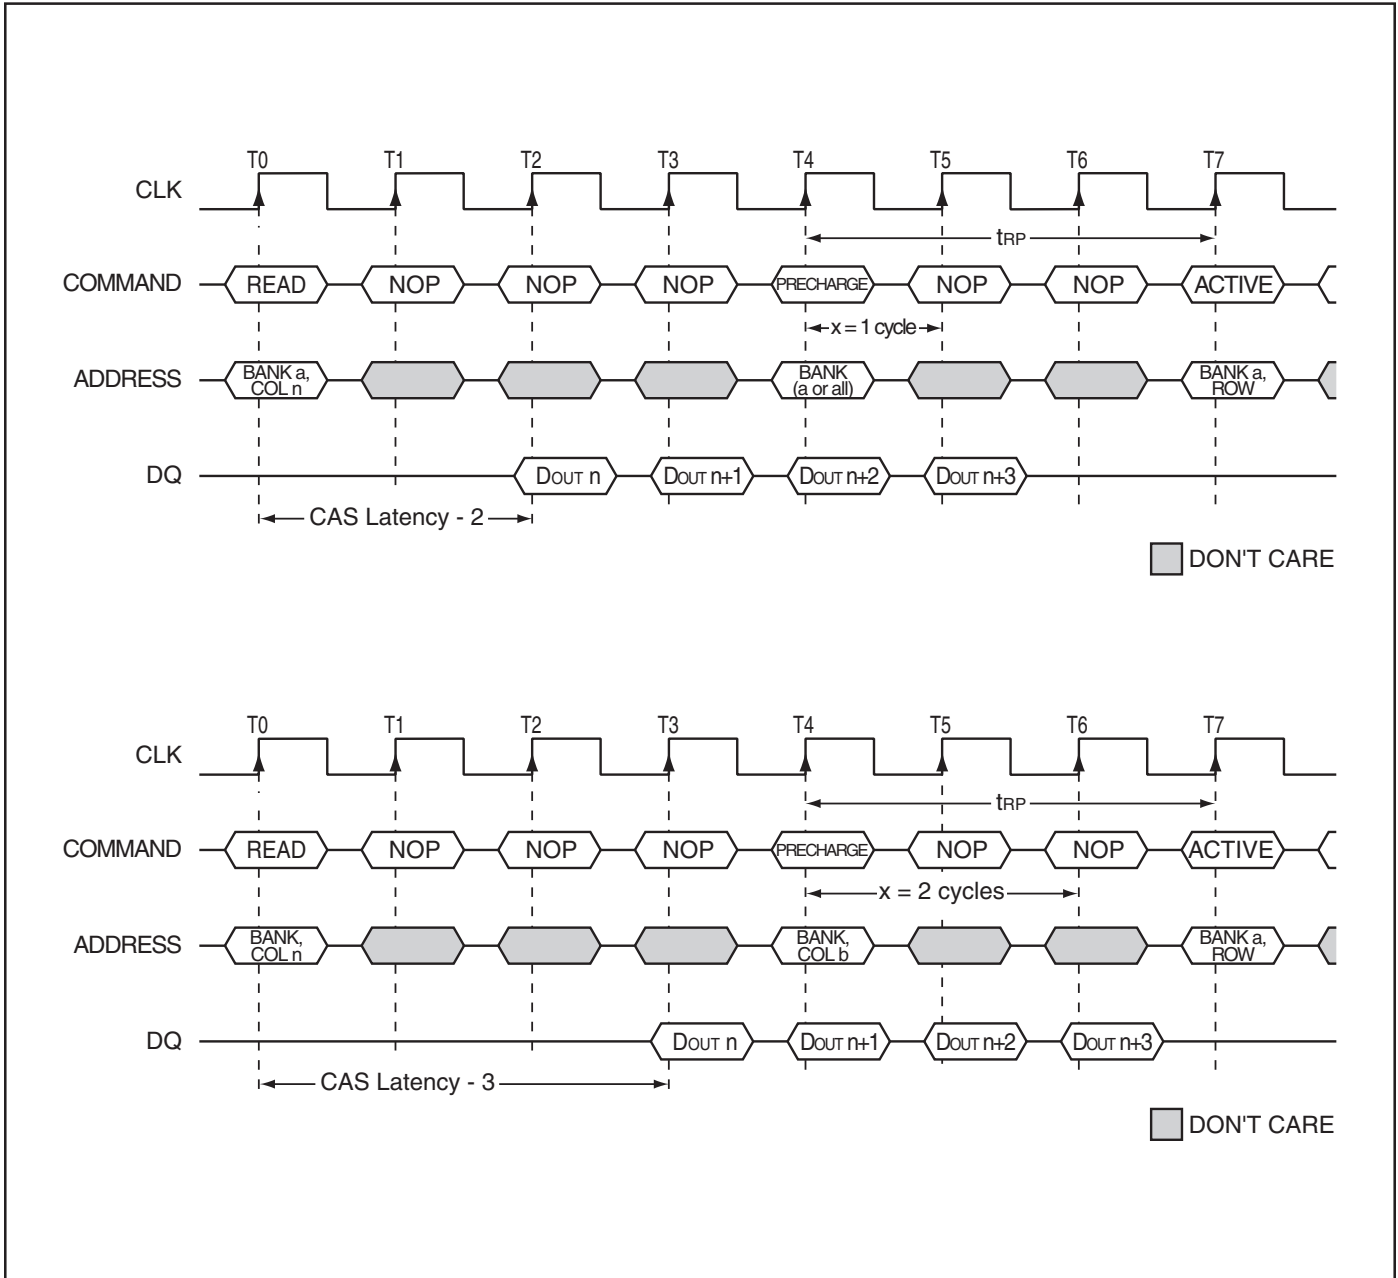 T0 T1 T2 T3 T4 T5 T6 T7
CLK
tRP
COMMAND READ NOP NOP NOP PRECHARGE NOP NOP ACTIVE
x = 1 cycle
ADDRESS BANK a, COL n BANK (a or all) BANK a, ROW
DQ DOUT n DOUT n+1 DOUT n+2 DOUT n+3
CAS Latency - 2
DON'T CARE
T0 T1 T2 T3 T4 T5 T6 T7
CLK
tRP
COMMAND READ NOP NOP NOP PRECHARGE NOP NOP ACTIVE
x = 2 cycles
ADDRESS BANK, COL n BANK, COL b BANK a, ROW
DQ DOUT n DOUT n+1 DOUT n+2 DOUT n+3
CAS Latency - 3
DON'T CARE